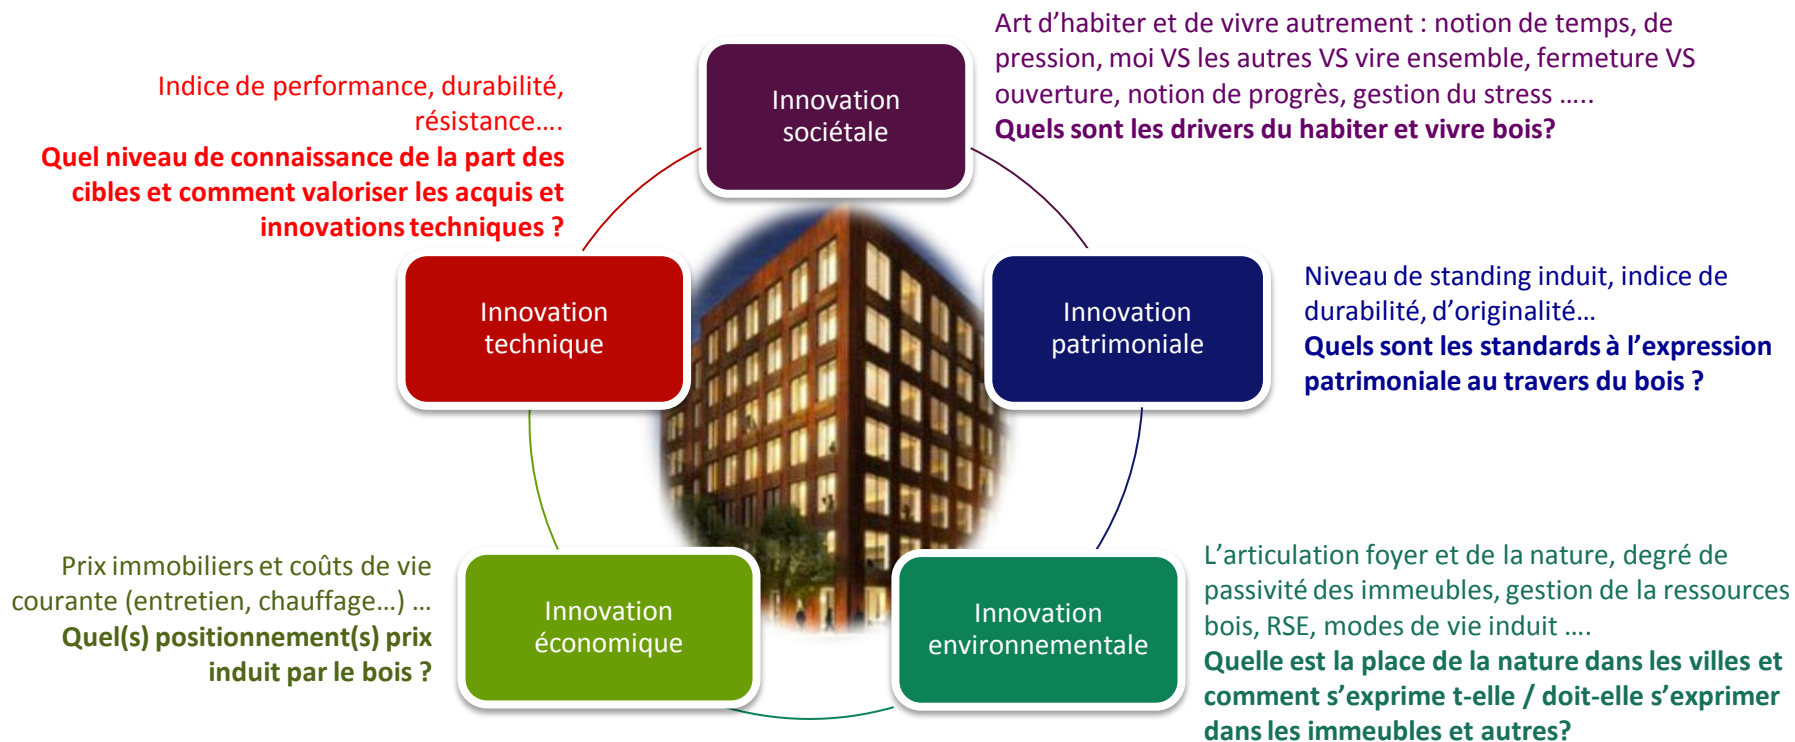 Art d’habiter et de vivre autrement : notion de temps, de
pression, moi VS les autres VS vire ensemble, fermeture VS
ouverture, notion de progrès, gestion du stress …..
Quels sont les drivers du habiter et vivre bois?
Innovation
sociétale
Indice de performance, durabilité,
résistance….
Quel niveau de connaissance de la part des
cibles et comment valoriser les acquis et
innovations techniques ?
Innovation
technique
Innovation
patrimoniale
Niveau de standing induit, indice de
durabilité, d’originalité…
Quels sont les standards à l’expression
patrimoniale au travers du bois ?
Prix immobiliers et coûts de vie
courante (entretien, chauffage…) …
Quel(s) positionnement(s) prix
induit par le bois ?
Innovation
économique
Innovation
environnementale
L’articulation foyer et de la nature, degré de
passivité des immeubles, gestion de la ressources
bois, RSE, modes de vie induit ….
Quelle est la place de la nature dans les villes et
comment s’exprime t-elle / doit-elle s’exprimer
dans les immeubles et autres?